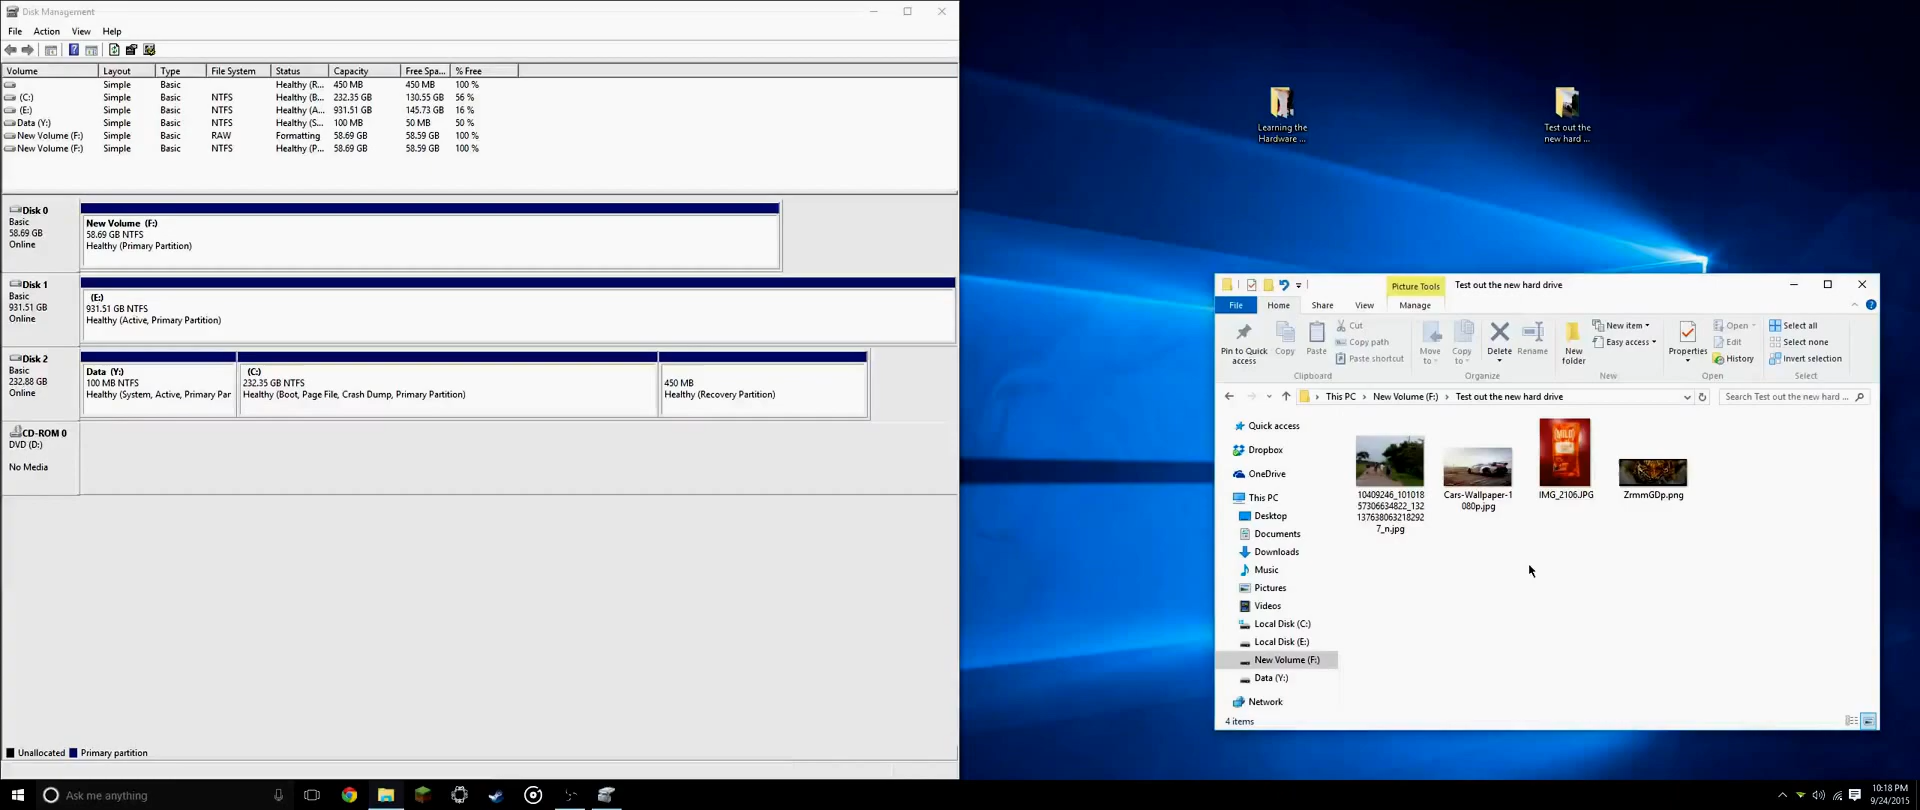 Disk Management
File Action View Help
Volume Layout Type File System Status Capacity Free Spa... % Free
Simple Basic Healthy (R... 450 MB 450 MB 100 %
(C:) Simple Basic NTFS Healthy (B... 232.35 GB 130.55 GB 56 %
(E:) Simple Basic NTFS Healthy (A... 931.51 GB 145.73 GB 16 %
Data (Y:) Simple Basic NTFS Healthy (S... 100 MB 50 MB 50 %
New Volume (F:) Simple Basic RAW Formatting 58.69 GB 58.59 GB 100 %
New Volume (F:) Simple Basic NTFS Healthy (P... 58.69 GB 58.59 GB 100 %
Disk 0
Basic
58.69 GB
Online
New Volume (F:)
58.69 GB NTFS
Healthy (Primary Partition)
Disk 1
Basic
931.51 GB
Online
(E:)
931.51 GB NTFS
Healthy (Active, Primary Partition)
Disk 2
Basic
232.88 GB
Online
Data (Y:)
100 MB NTFS
Healthy (System, Active, Primary Par
(C:)
232.35 GB NTFS
Healthy (Boot, Page File, Crash Dump, Primary Partition)
450 MB
Healthy (Recovery Partition)
CD-ROM 0
DVD (D:)
No Media
Unallocated Primary partition
Learning the
Hardware ...
Test out the
new hard ...
Picture Tools Test out the new hard drive
File Home Share View Manage
Pin to Quick
access
Copy
Paste
Cut
Copy path
Paste shortcut
Clipboard
Move
to
Copy
to
Delete
Rename
Organize
New
folder
New item
Easy access
New
Properties
Open
Edit
History
Open
Select all
Select none
Invert selection
Select
This PC New Volume (F:) Test out the new hard drive
Search Test out the new hard ...
Quick access
Dropbox
OneDrive
This PC
Desktop
Documents
Downloads
Music
Pictures
Videos
Local Disk (C:)
Local Disk (E:)
New Volume (F:)
Data (Y:)
Network
10409246_101018
57306634822_132
137638063218292
7_n.jpg
Cars-Wallpaper-1
080p.jpg
IMG_2106.JPG
ZrmmGDp.png
4 items
Ask me anything
10:18 PM
9/24/2015